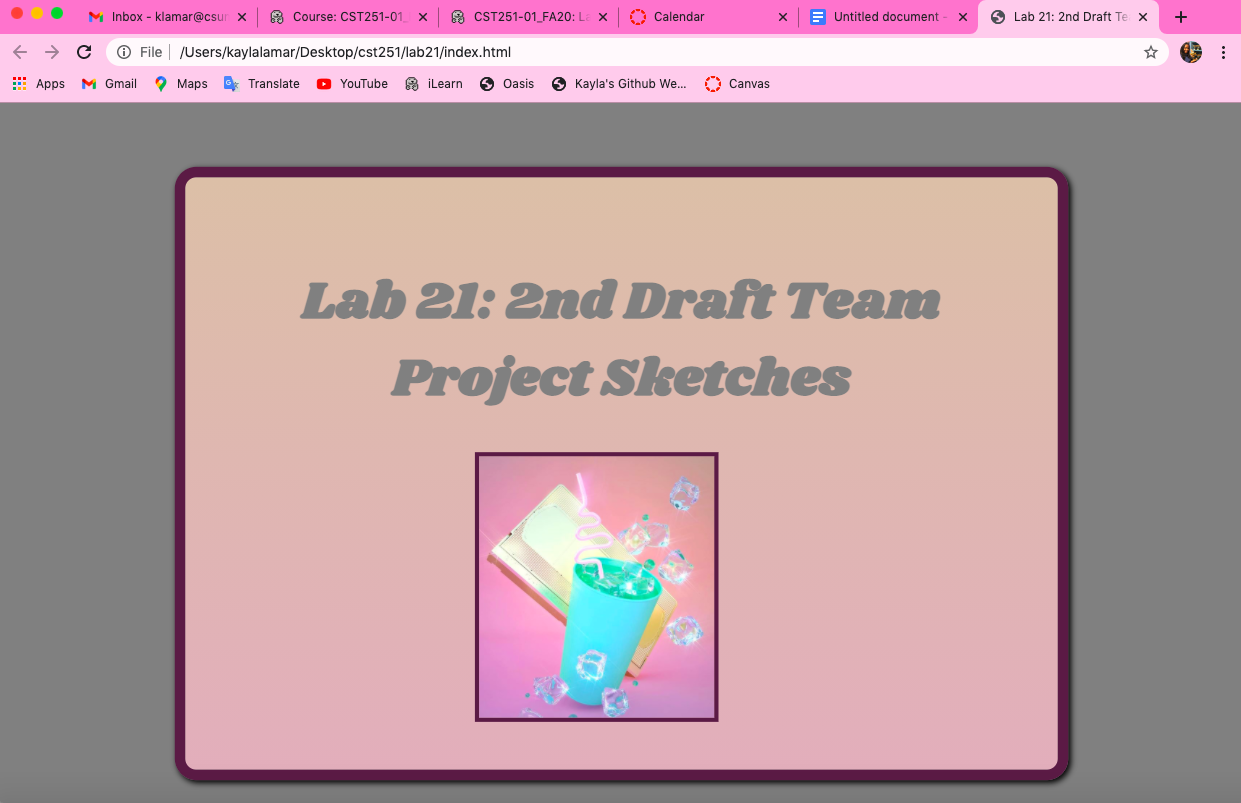 Inbox - klamar@csur
Course: CST251-01_
CST251-01_FA20: La
Calendar
Untitled document -
Lab 21: 2nd Draft Te
File
/Users/kaylalamar/Desktop/cst251/lab21/index.html
Apps
Gmail
Maps
Translate
YouTube
iLearn
Oasis
Kayla's Github We...
Canvas
Lab 21: 2nd Draft Team
Project Sketches